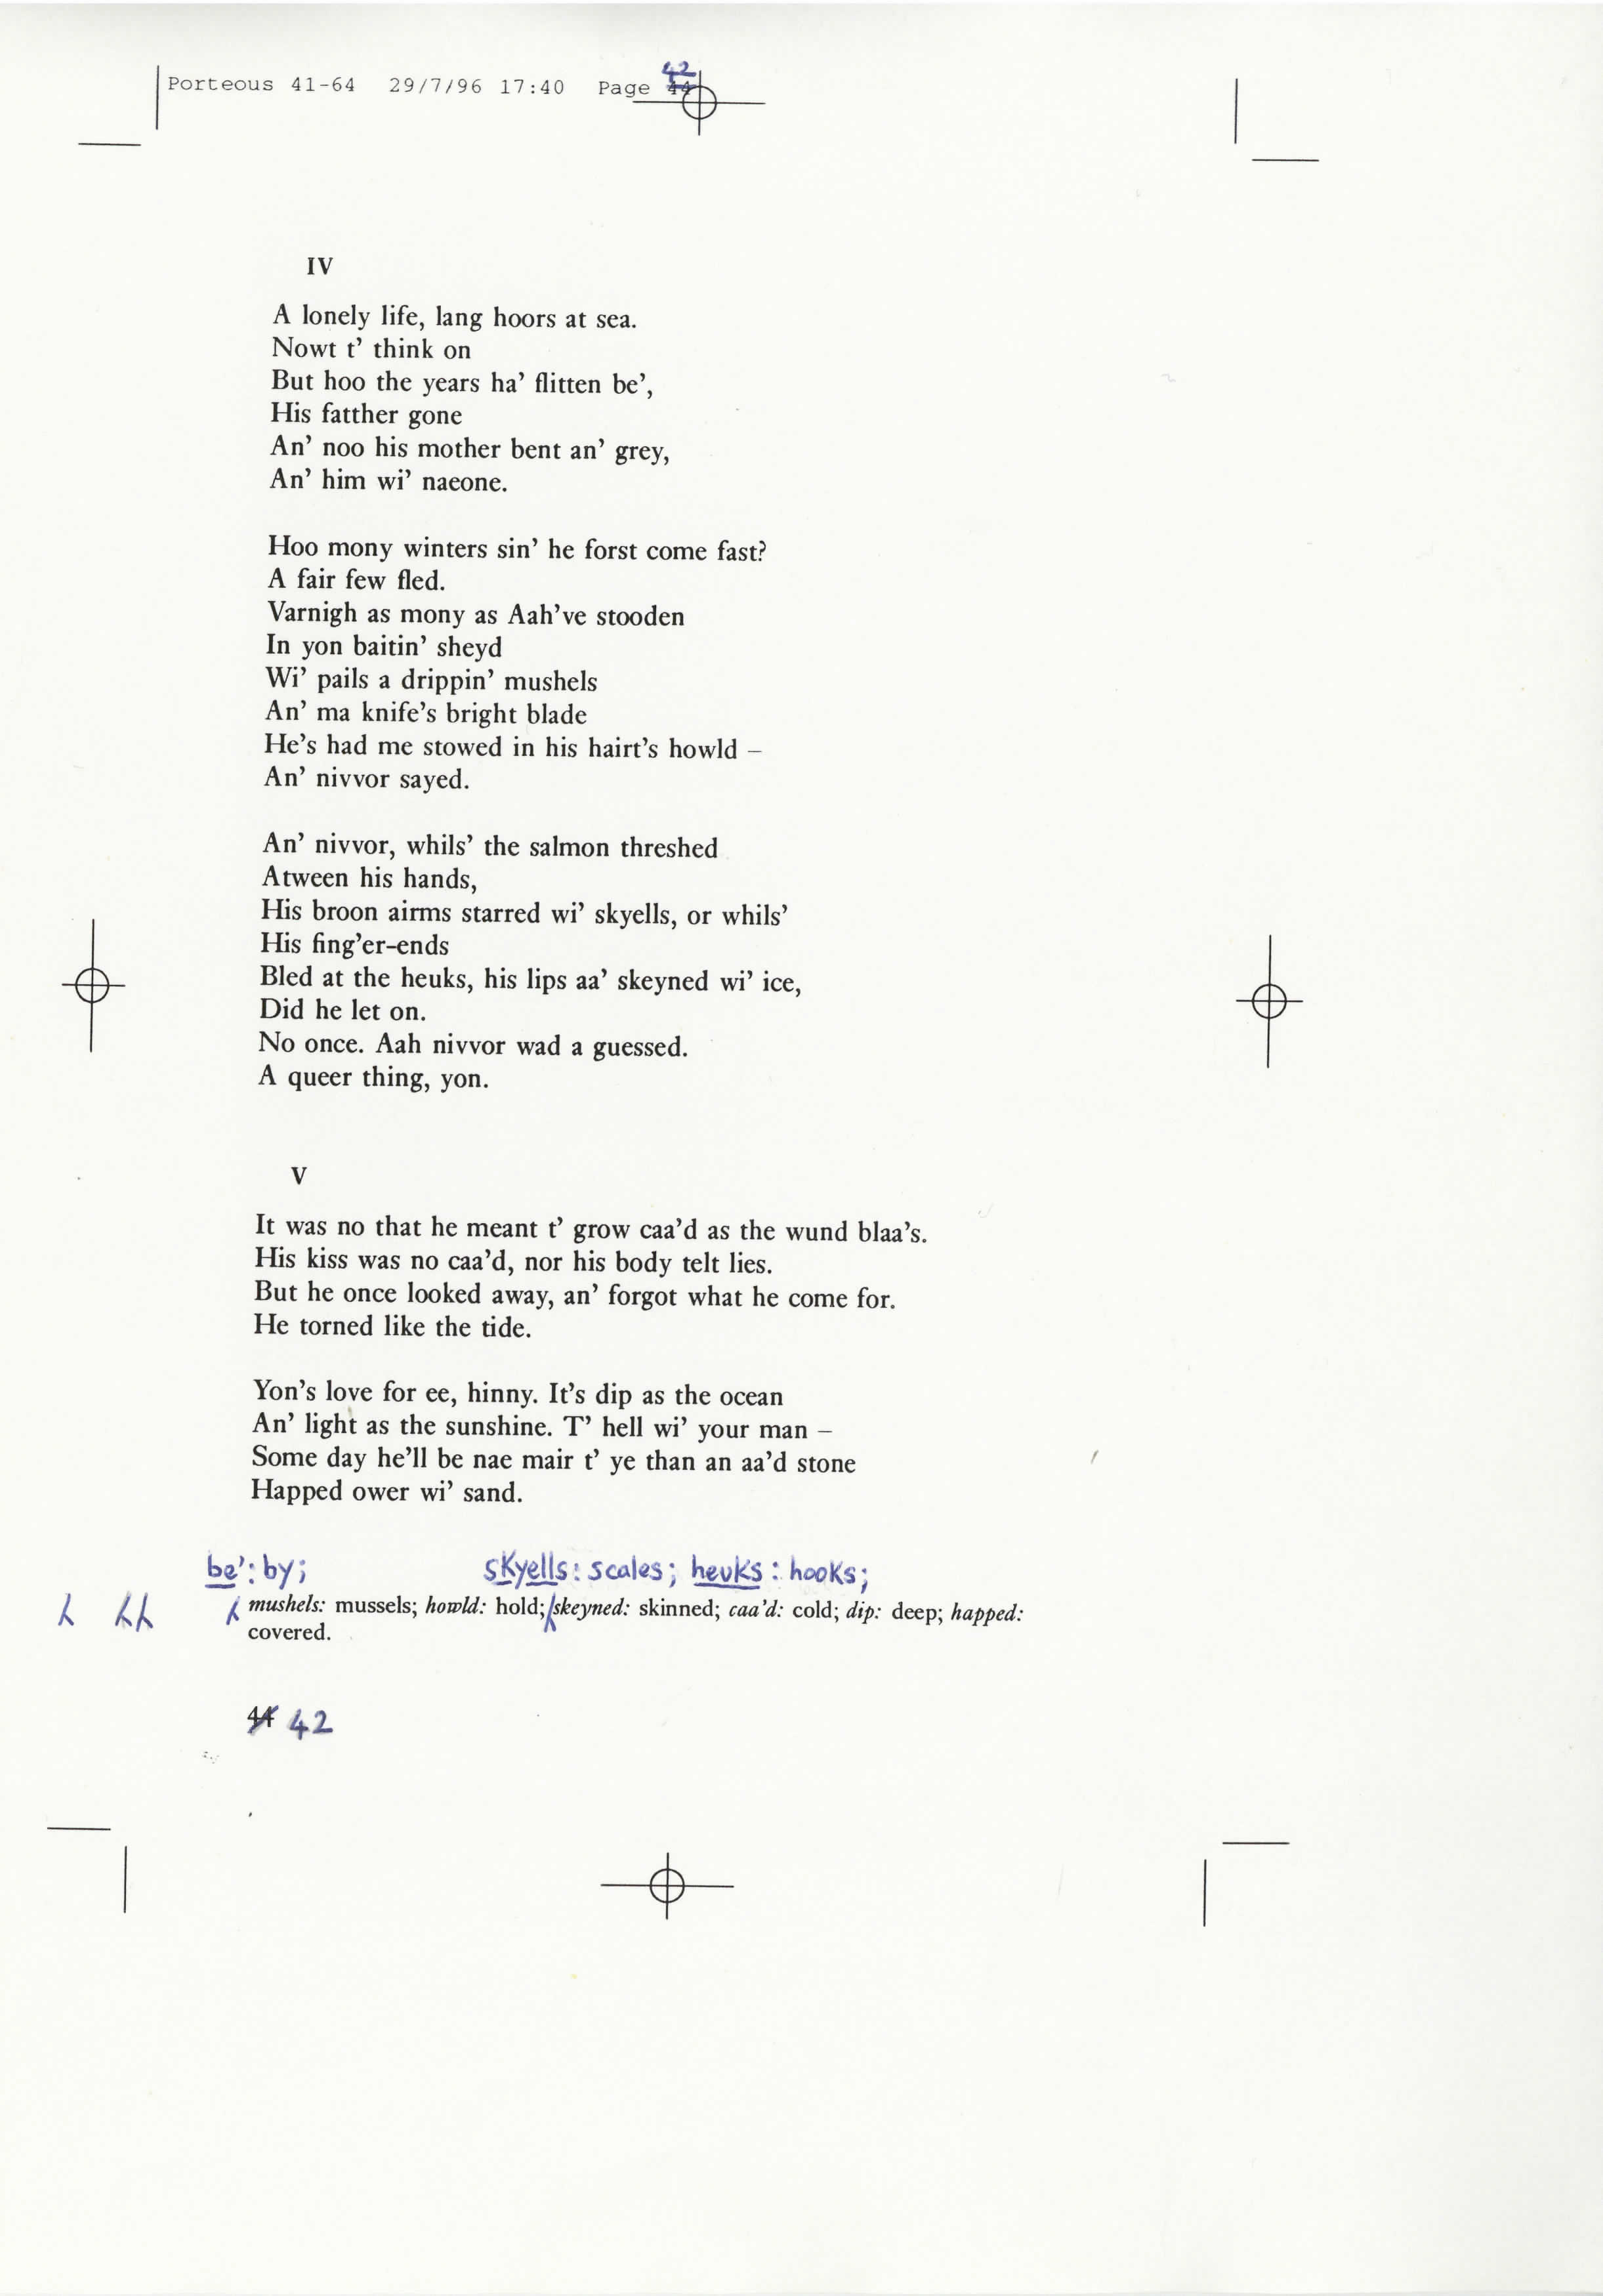 Porteous 41-64 29/7/96 17:40 Page 44 42
IV
A lonely life, lang hoors at sea.
Nowt t’ think on
But hoo the years ha’ flitten be’,
His fatther gone
An’ noo his mother bent an’ grey,
An’ him wi’ naeone.
Hoo mony winters sin’ he forst come fast?
A fair few fled.
Varnigh as mony as Aah’ve stooden
In yon baitin’ sheyd
Wi’ pails a drippin’ mushels
An’ ma knife’s bright blade
He’s had me stowed in his hairt’s howld –
An’ nivvor sayed.
An’ nivvor, whils’ the salmon threshed
Atween his hands,
His broon airms starred wi’ skyells, or whils’
His fing’er-ends
Bled at the heuks, his lips aa’ skeyned wi’ ice,
Did he let on.
No once. Aah nivvor wad a guessed.
A queer thing, yon.
V
It was no that he meant t’ grow caa’d as the wund blaa’s.
His kiss was no caa’d, nor his body telt lies.
But he once looked away, an’ forgot what he come for.
He torned like the tide.
Yon’s love for ee, hinny. It’s dip as the ocean
An’ light as the sunshine. T’ hell wi’ your man –
Some day he’ll be nae mair t’ ye than an aa’d stone
Happed ower wi’ sand.
be’: by; skyells: scales; heuks: hooks;
mushels: mussels; howld: hold; skeyned: skinned; caa’d: cold; dip: deep; happed:
covered.
44 42